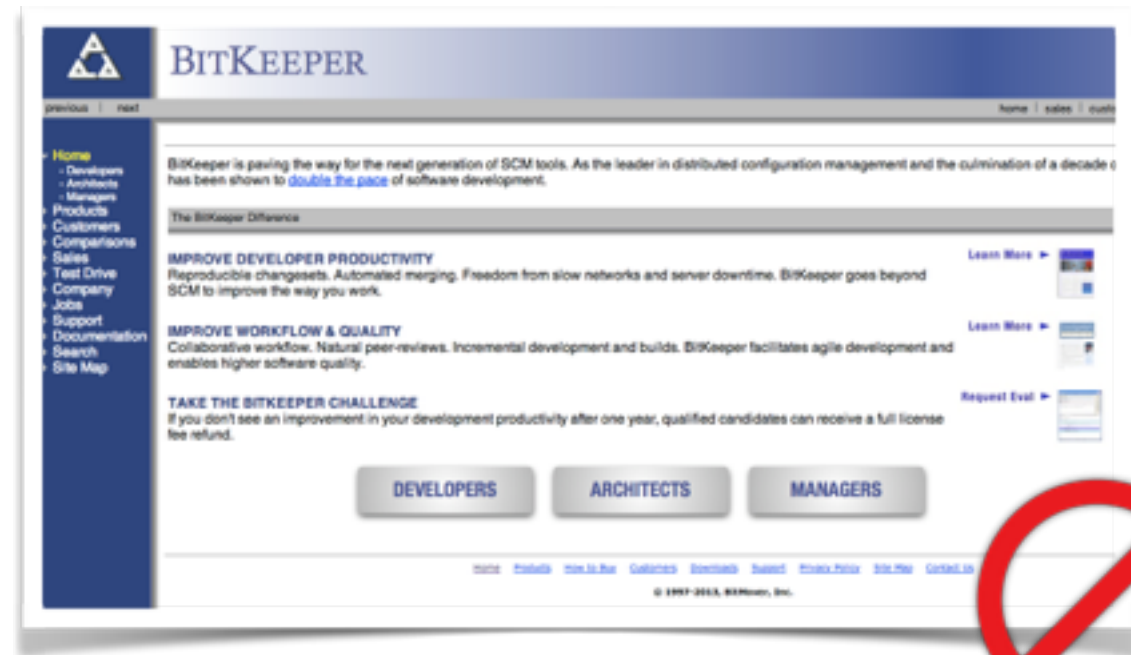 BITKEEPER
previous | next
home | sales | custo
Home
- Developers
- Architects
- Managers
Products
Customers
Comparisons
Sales
Test Drive
Company
Jobs
Support
Documentation
Search
Site Map
BitKeeper is paving the way for the next generation of SCM tools. As the leader in distributed configuration management and the culmination of a decade o
has been shown to double the pace of software development.
The BitKeeper Difference
IMPROVE DEVELOPER PRODUCTIVITY
Learn More
Reproducible changesets. Automated merging. Freedom from slow networks and server downtime. BitKeeper goes beyond
SCM to improve the way you work.
IMPROVE WORKFLOW & QUALITY
Learn More
Collaborative workflow. Natural peer-reviews. Incremental development and builds. BitKeeper facilitates agile development and
enables higher software quality.
TAKE THE BITKEEPER CHALLENGE
Request Eval
If you don't see an improvement in your development productivity after one year, qualified candidates can receive a full license
fee refund.
DEVELOPERS ARCHITECTS MANAGERS
Home Products How to Buy Customers Downloads Support Privacy Policy Site Map Contact Us
© 1997-2013, BitMover, Inc.